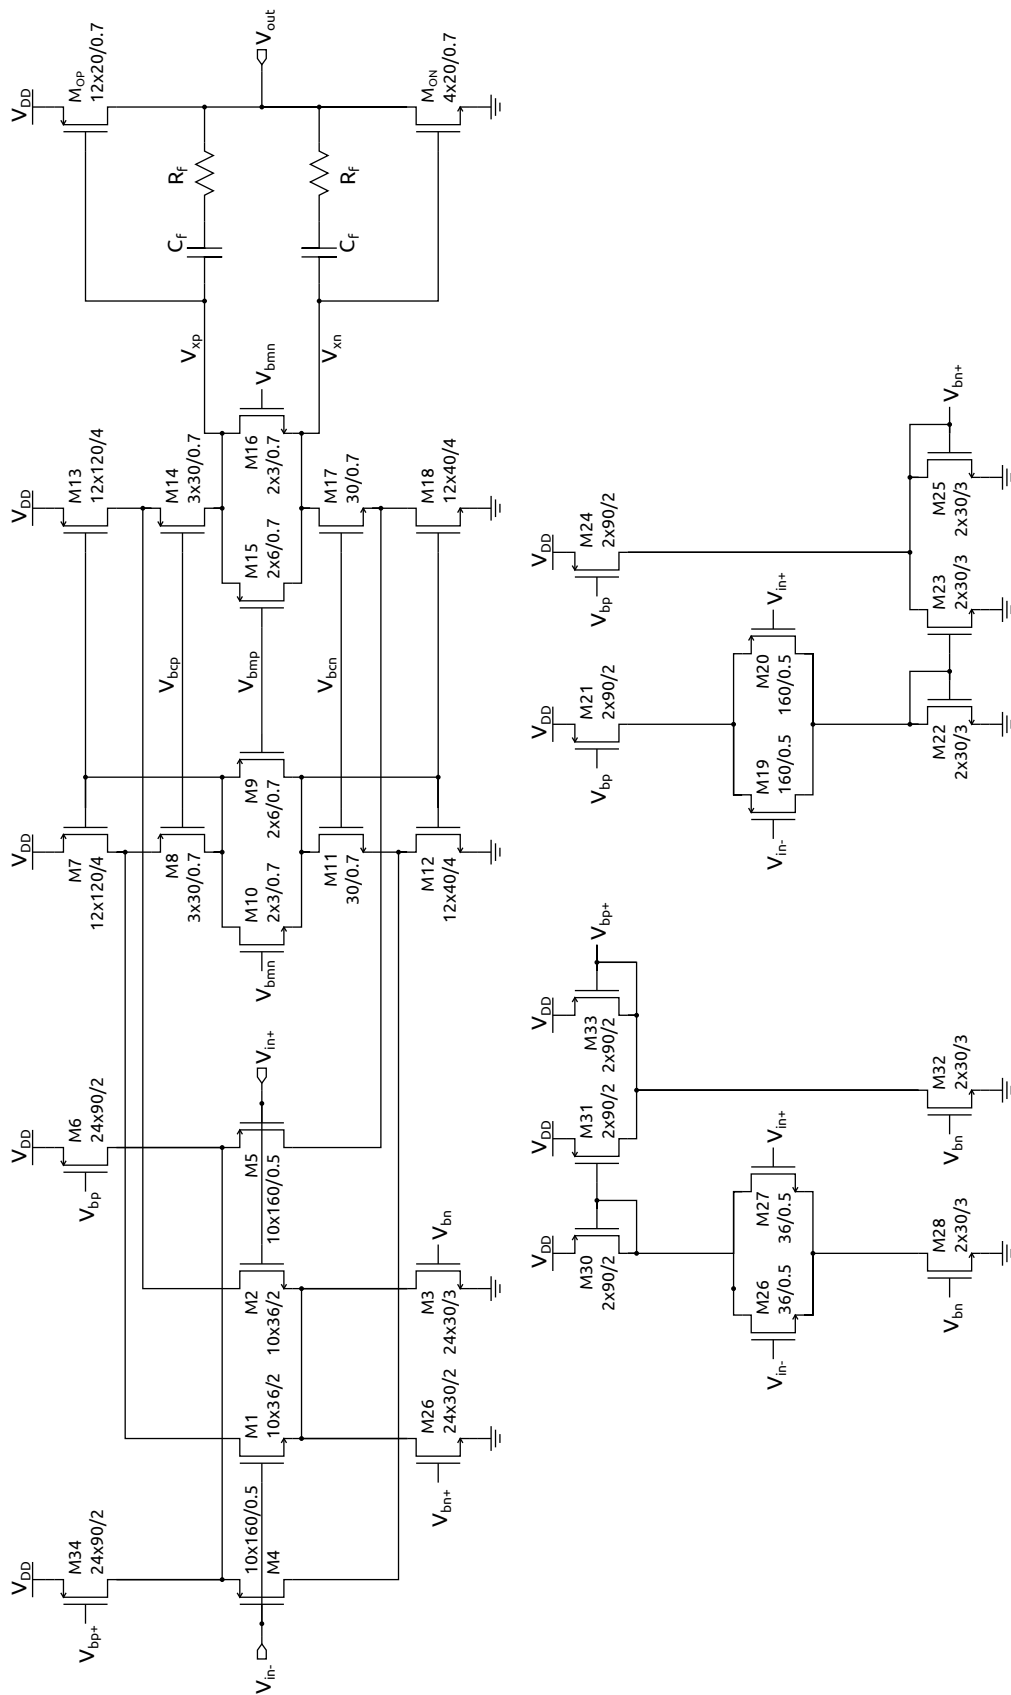 V_DD
M34
24x90/2
V_bp+
V_in-
10x160/0.5
M4
M1
10x36/2
M26
24x30/2
V_bn+
M2
10x36/2
M3
24x30/3
V_bn
V_DD
M6
24x90/2
V_bp
M5
10x160/0.5
V_in+
V_DD
M7
12x120/4
M8
3x30/0.7
M10
2x3/0.7
V_bmn
M9
2x6/0.7
M11
30/0.7
M12
12x40/4
V_bcp
V_bmp
V_bcn
V_DD
M13
12x120/4
M14
3x30/0.7
M15
2x6/0.7
M16
2x3/0.7
V_bmn
M17
30/0.7
M18
12x40/4
V_xp
V_xn
C_f
R_f
C_f
R_f
V_DD
M_OP
12x20/0.7
V_out
M_ON
4x20/0.7
V_DD
M30
2x90/2
V_DD
M31
2x90/2
V_DD
M33
2x90/2
V_bp+
V_in-
M26
36/0.5
M27
36/0.5
V_in+
V_bn
M28
2x30/3
V_bn
M32
2x30/3
V_DD
V_bp
M21
2x90/2
V_DD
V_bp
M24
2x90/2
V_in-
M19
160/0.5
M20
160/0.5
V_in+
M22
2x30/3
M23
2x30/3
M25
2x30/3
V_bn+